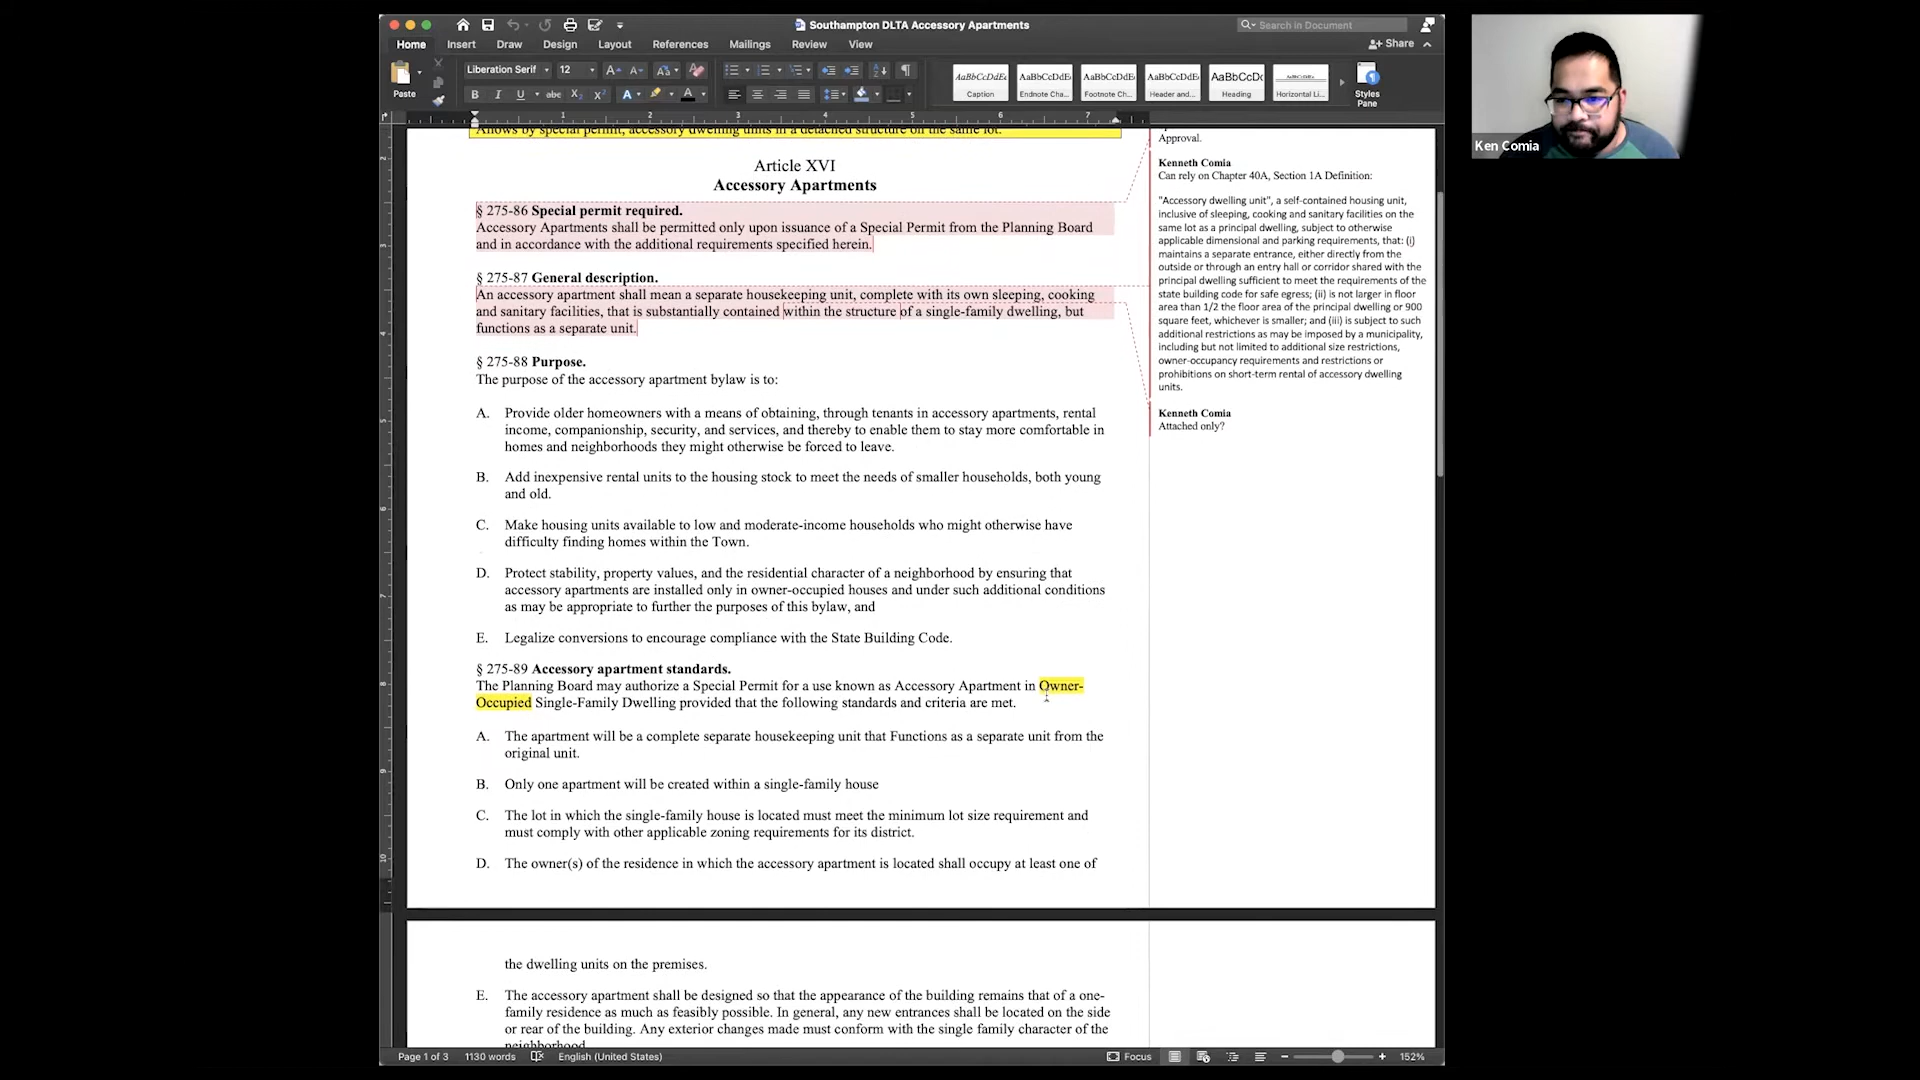 Southampton DLTA Accessory Apartments
Search in Document
Home Insert Draw Design Layout References Mailings Review View
Share
Paste
Liberation Serif 12
AaBbCcDdE AaBbCcDdE AaBbCcDdE AaBbCcDdE AaBbCcDc
Caption Endnote Cha... Footnote Ch... Header and... Heading Horizontal Li...
Styles Pane
Allows by special permit, accessory dwelling units in a detached structure on the same lot.
Article XVI
Accessory Apartments
§ 275-86 Special permit required.
Accessory Apartments shall be permitted only upon issuance of a Special Permit from the Planning Board
and in accordance with the additional requirements specified herein.
§ 275-87 General description.
An accessory apartment shall mean a separate housekeeping unit, complete with its own sleeping, cooking
and sanitary facilities, that is substantially contained within the structure of a single-family dwelling, but
functions as a separate unit.
§ 275-88 Purpose.
The purpose of the accessory apartment bylaw is to:
A. Provide older homeowners with a means of obtaining, through tenants in accessory apartments, rental
income, companionship, security, and services, and thereby to enable them to stay more comfortable in
homes and neighborhoods they might otherwise be forced to leave.
B. Add inexpensive rental units to the housing stock to meet the needs of smaller households, both young
and old.
C. Make housing units available to low and moderate-income households who might otherwise have
difficulty finding homes within the Town.
D. Protect stability, property values, and the residential character of a neighborhood by ensuring that
accessory apartments are installed only in owner-occupied houses and under such additional conditions
as may be appropriate to further the purposes of this bylaw, and
E. Legalize conversions to encourage compliance with the State Building Code.
§ 275-89 Accessory apartment standards.
The Planning Board may authorize a Special Permit for a use known as Accessory Apartment in Owner-
Occupied Single-Family Dwelling provided that the following standards and criteria are met.
A. The apartment will be a complete separate housekeeping unit that Functions as a separate unit from the
original unit.
B. Only one apartment will be created within a single-family house
C. The lot in which the single-family house is located must meet the minimum lot size requirement and
must comply with other applicable zoning requirements for its district.
D. The owner(s) of the residence in which the accessory apartment is located shall occupy at least one of
the dwelling units on the premises.
E. The accessory apartment shall be designed so that the appearance of the building remains that of a one-
family residence as much as feasibly possible. In general, any new entrances shall be located on the side
or rear of the building. Any exterior changes made must conform with the single family character of the
neighborhood
Approval.
Kenneth Comia
Can rely on Chapter 40A, Section 1A Definition:
"Accessory dwelling unit", a self-contained housing unit,
inclusive of sleeping, cooking and sanitary facilities on the
same lot as a principal dwelling, subject to otherwise
applicable dimensional and parking requirements, that: (i)
maintains a separate entrance, either directly from the
outside or through an entry hall or corridor shared with the
principal dwelling sufficient to meet the requirements of the
state building code for safe egress; (ii) is not larger in floor
area than 1/2 the floor area of the principal dwelling or 900
square feet, whichever is smaller; and (iii) is subject to such
additional restrictions as may be imposed by a municipality,
including but not limited to additional size restrictions,
owner-occupancy requirements and restrictions or
prohibitions on short-term rental of accessory dwelling
units.
Kenneth Comia
Attached only?
Page 1 of 3 1130 words English (United States) Focus 152%
Ken Comia